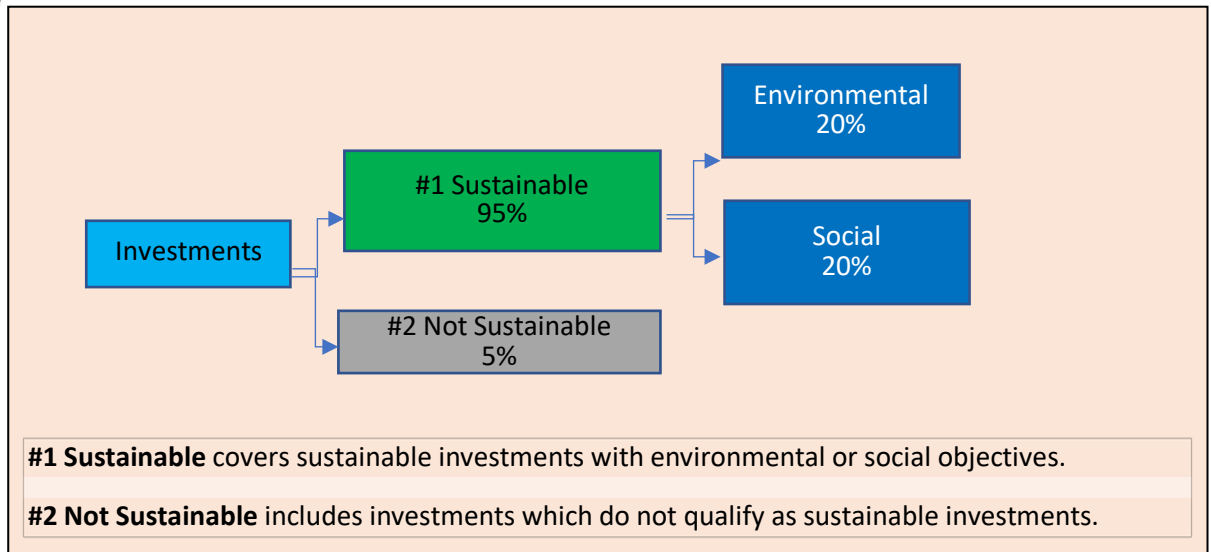 Environmental
20%
#1 Sustainable
95%
Social
20%
Investments
#2 Not Sustainable
5%
#1 Sustainable covers sustainable investments with environmental or social objectives.
#2 Not Sustainable includes investments which do not qualify as sustainable investments.